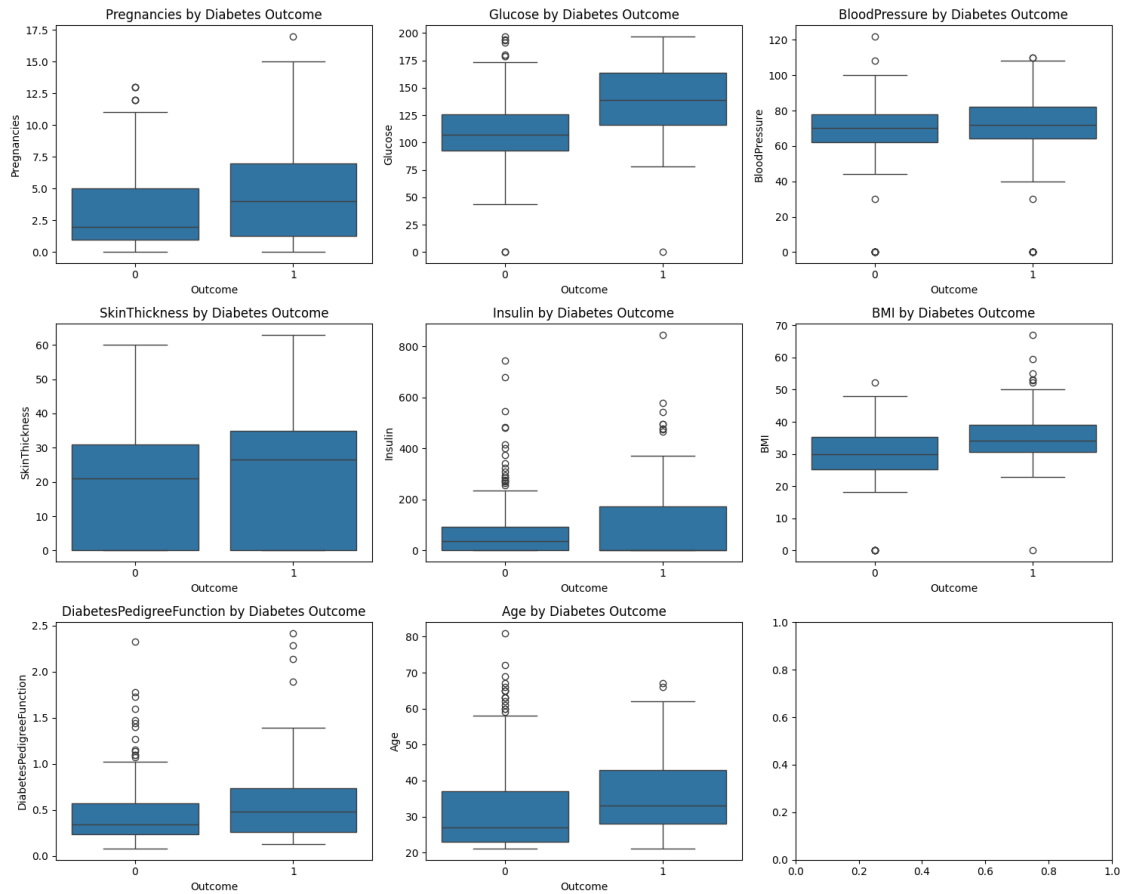 Pregnancies by Diabetes Outcome
17.5
15.0
12.5
10.0
7.5
5.0
2.5
0.0
Pregnancies
0 1
Outcome
Glucose by Diabetes Outcome
200
175
150
125
100
75
50
25
0
Glucose
0 1
Outcome
BloodPressure by Diabetes Outcome
120
100
80
60
40
20
0
BloodPressure
0 1
Outcome
SkinThickness by Diabetes Outcome
60
50
40
30
20
10
0
SkinThickness
0 1
Outcome
Insulin by Diabetes Outcome
800
600
400
200
0
Insulin
0 1
Outcome
BMI by Diabetes Outcome
70
60
50
40
30
20
10
0
BMI
0 1
Outcome
DiabetesPedigreeFunction by Diabetes Outcome
2.5
2.0
1.5
1.0
0.5
0.0
DiabetesPedigreeFunction
0 1
Outcome
Age by Diabetes Outcome
80
70
60
50
40
30
20
Age
0 1
Outcome
1.0
0.8
0.6
0.4
0.2
0.0
0.0 0.2 0.4 0.6 0.8 1.0